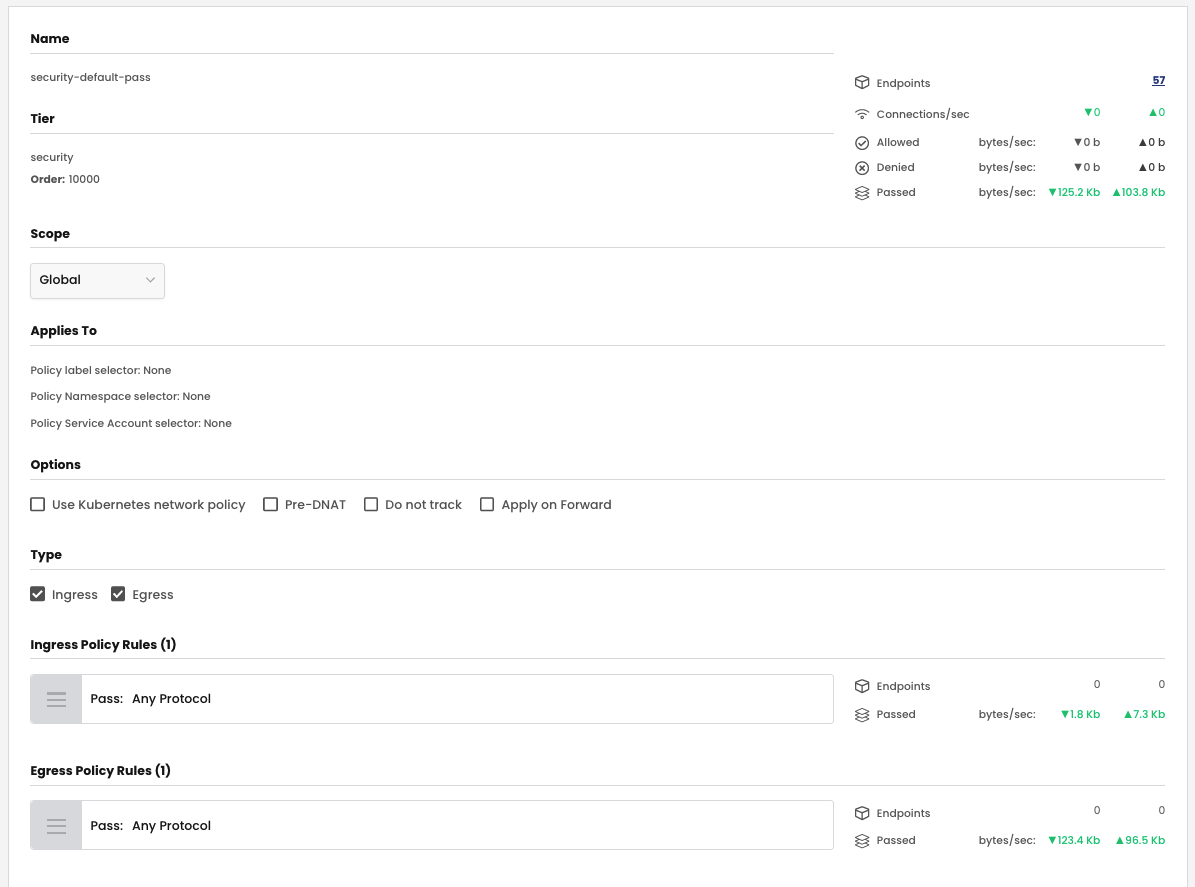 Name
security-default-pass
Endpoints 57
Tier
Connections/sec ▼0 ▲0
Allowed bytes/sec: ▼0 b ▲0 b
security
Denied bytes/sec: ▼0 b ▲0 b
Order: 10000
Passed bytes/sec: ▼125.2 Kb ▲103.8 Kb
Scope
Global
Applies To
Policy label selector: None
Policy Namespace selector: None
Policy Service Account selector: None
Options
Use Kubernetes network policy Pre-DNAT Do not track Apply on Forward
Type
Ingress Egress
Ingress Policy Rules (1)
Pass: Any Protocol
Endpoints 0 0
Passed bytes/sec: ▼1.8 Kb ▲7.3 Kb
Egress Policy Rules (1)
Pass: Any Protocol
Endpoints 0 0
Passed bytes/sec: ▼123.4 Kb ▲96.5 Kb